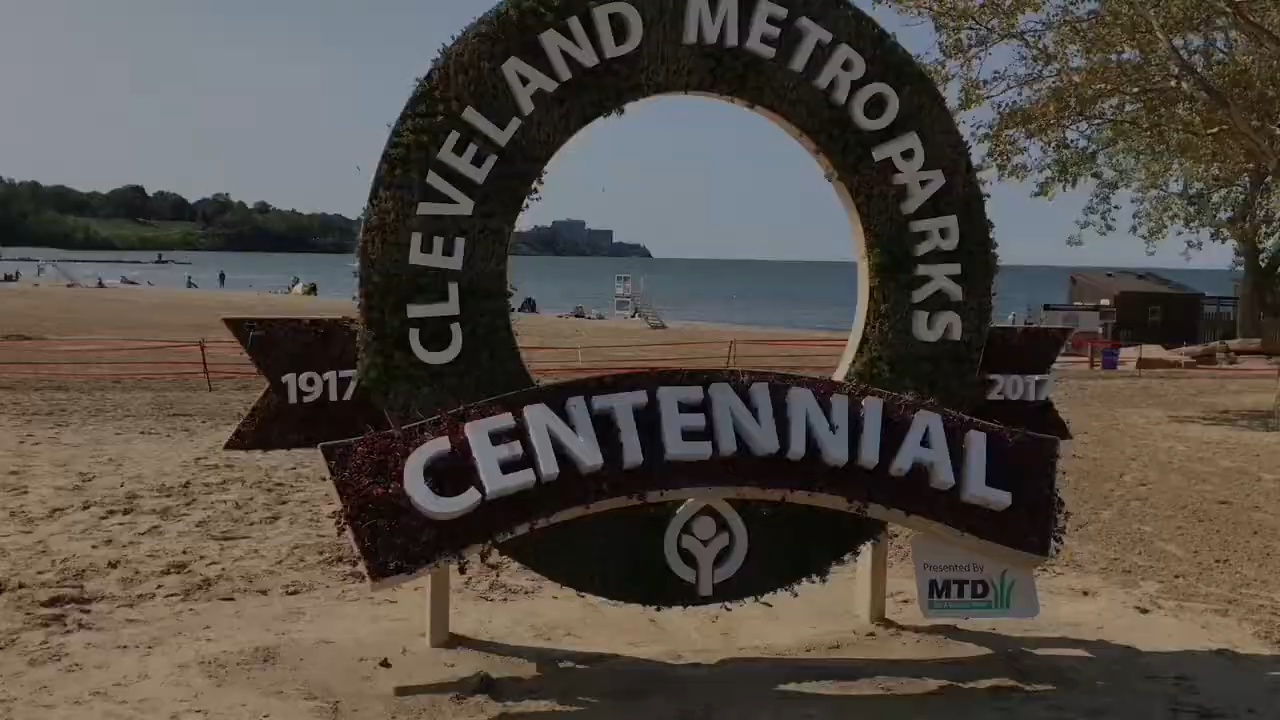 CLEVELAND METROPARKS
1917
2017
CENTENNIAL
Presented By
MTD